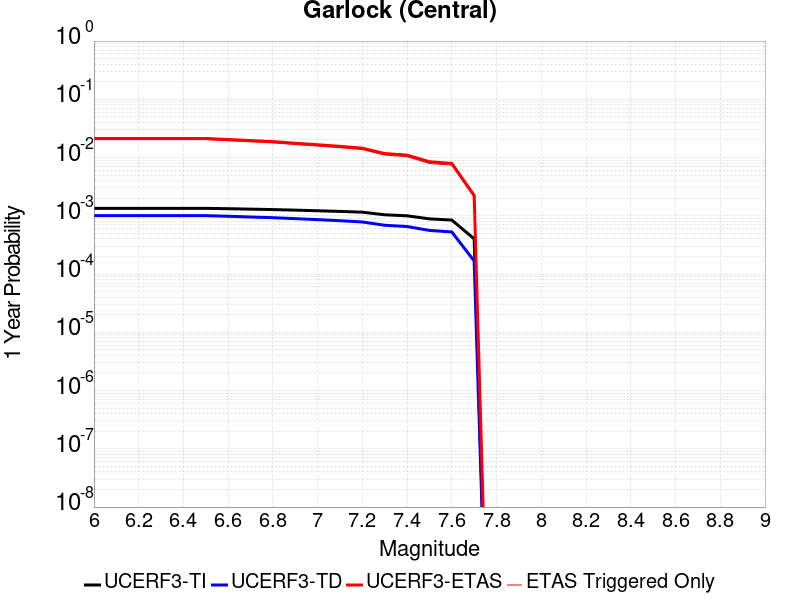 Garlock (Central)
10^0
10^-1
10^-2
10^-3
10^-4
10^-5
10^-6
10^-7
10^-8
1 Year Probability
6 6.2 6.4 6.6 6.8 7 7.2 7.4 7.6 7.8 8 8.2 8.4 8.6 8.8 9
Magnitude
UCERF3-TI UCERF3-TD UCERF3-ETAS ETAS Triggered Only